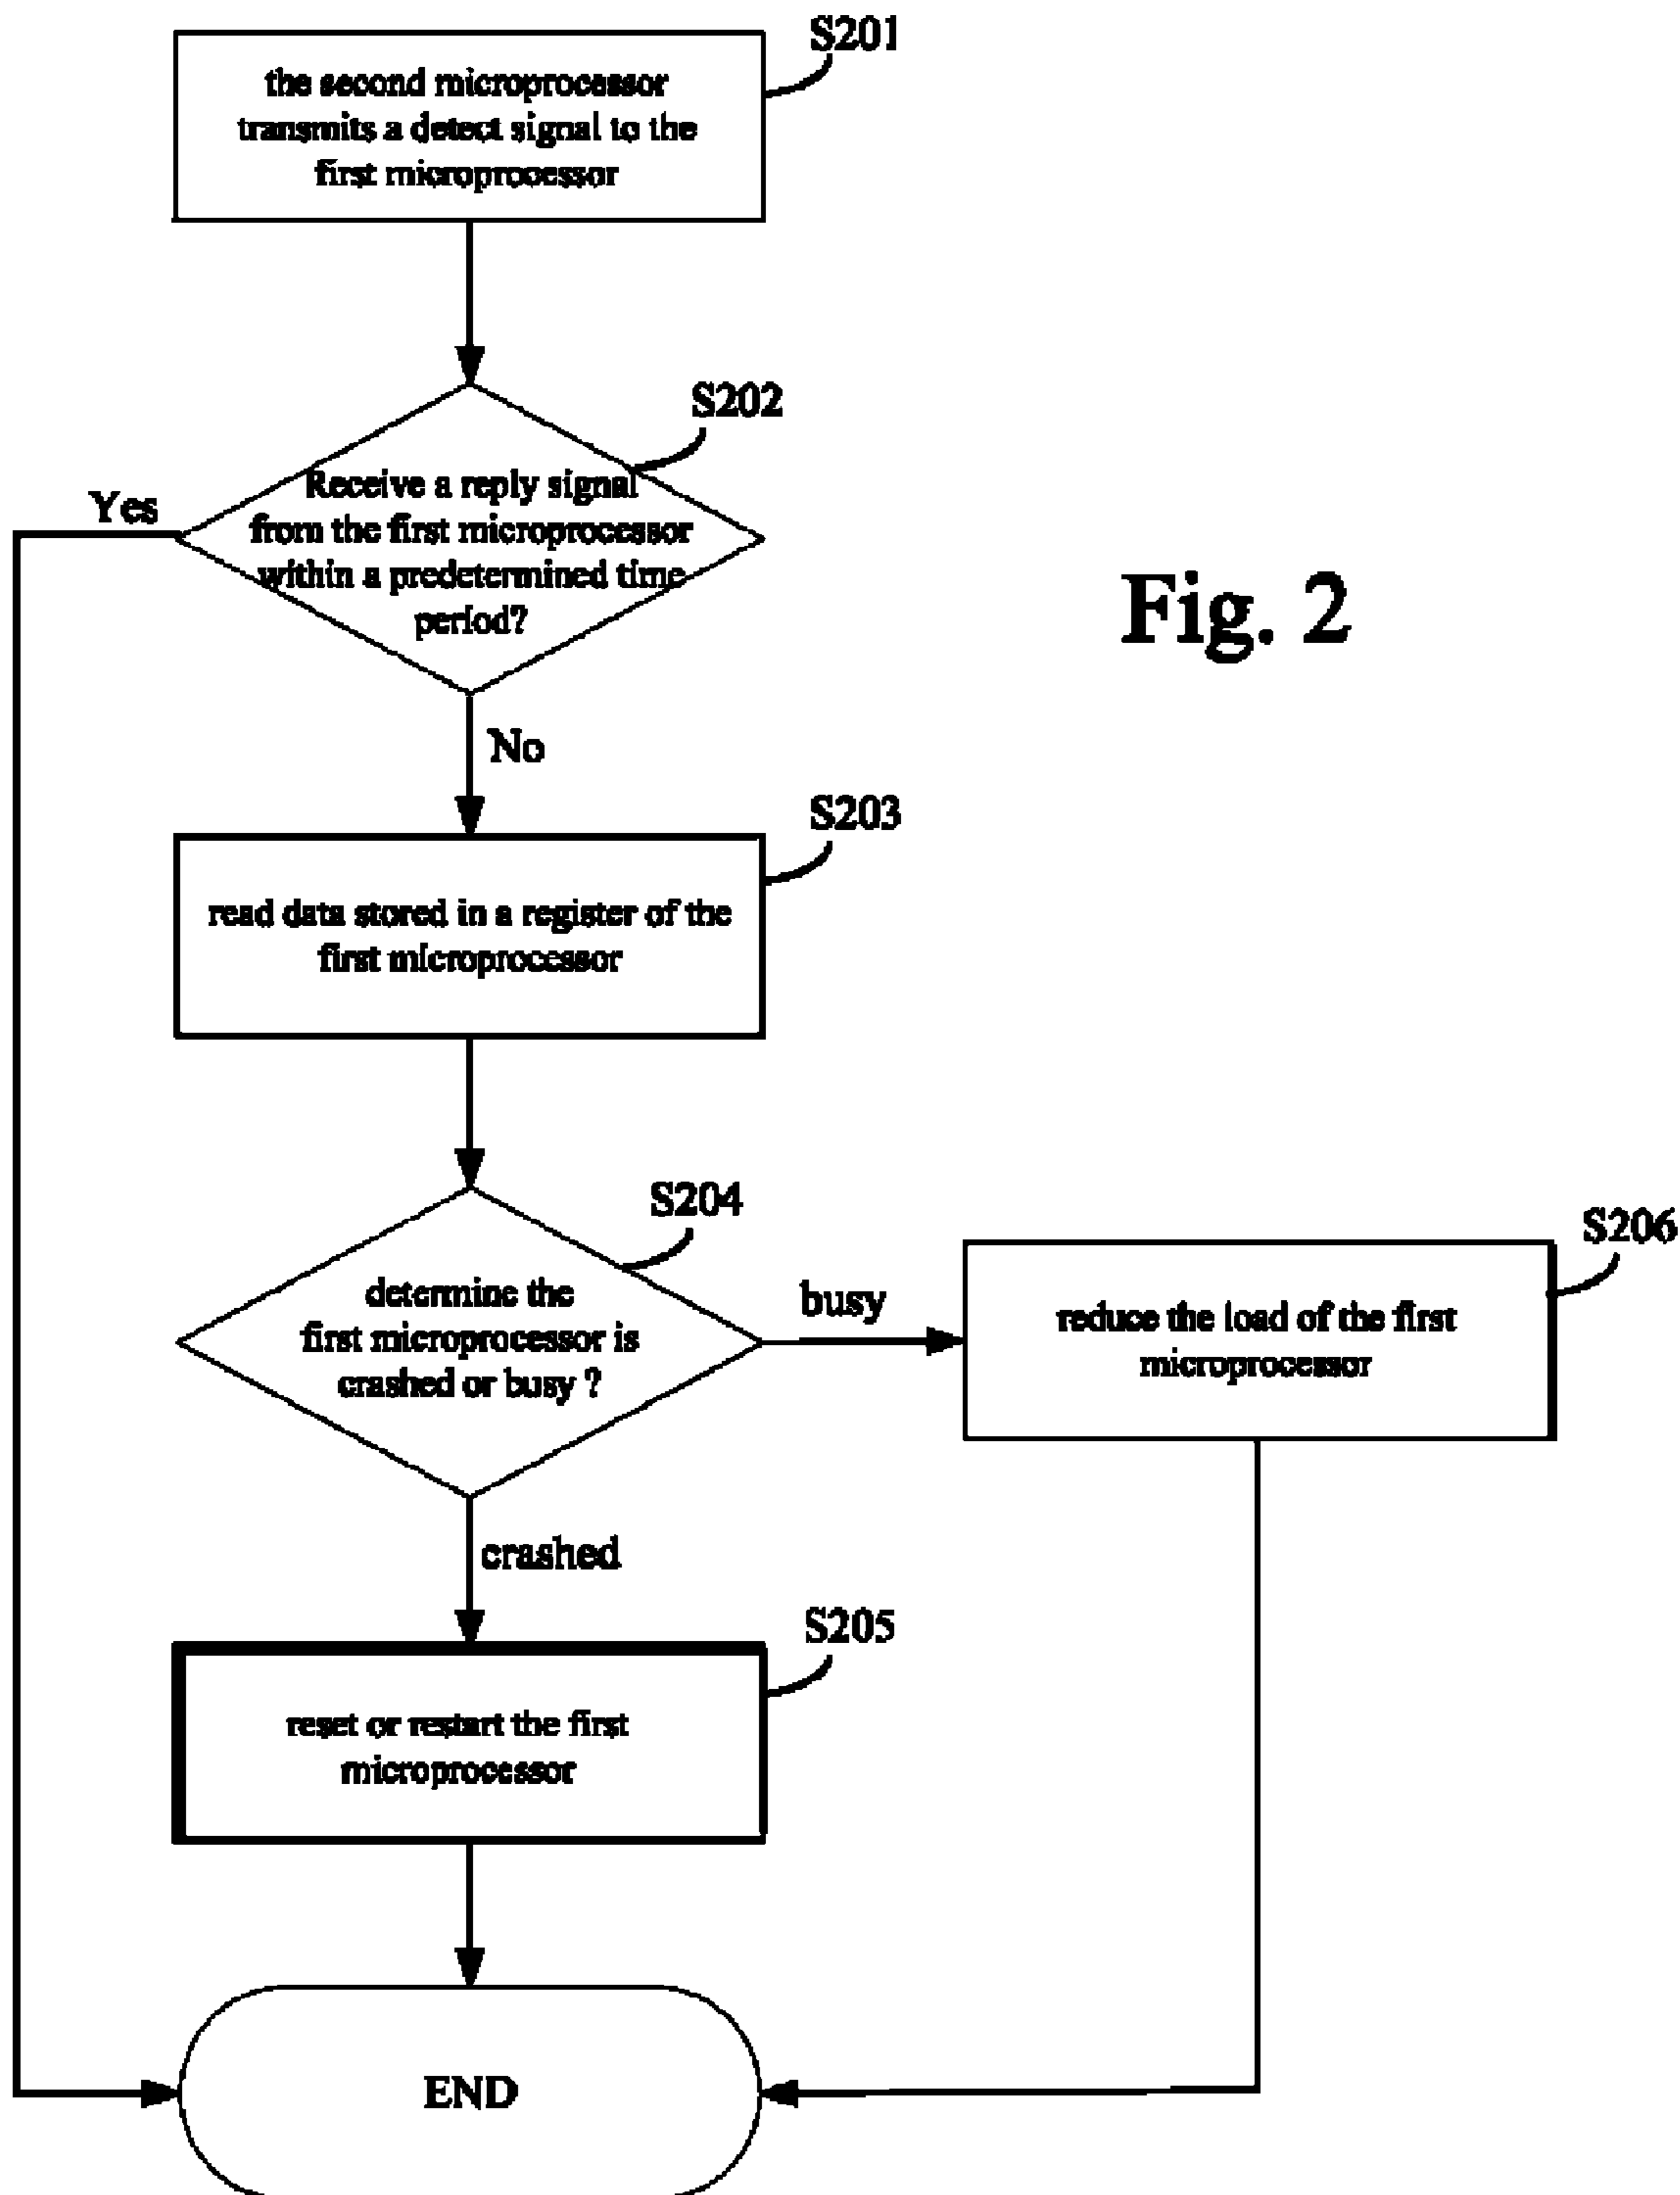 S201
the second microprocessor
transmits a detect signal to the
first microprocessor
S202
Receive a reply signal
from the first microprocessor
within a predetermined time
period?
Yes
Fig. 2
No
S203
read data stored in a register of the
first microprocessor
S204
determine the
first microprocessor is
crashed or busy ?
busy
S206
reduce the load of the first
microprocessor
crashed
S205
reset or restart the first
microprocessor
END